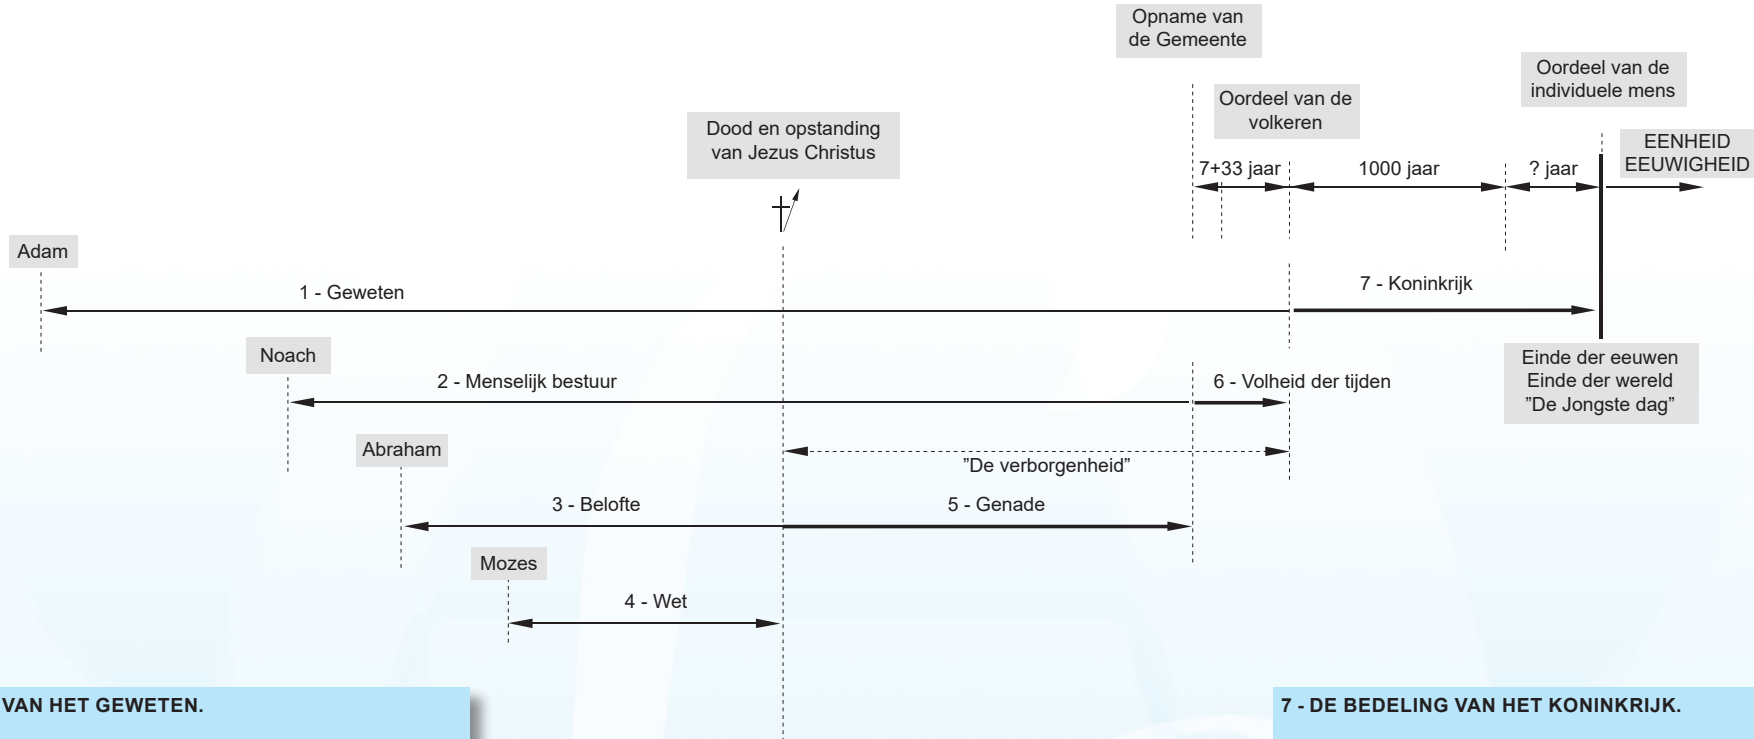 Opname van
de Gemeente
Oordeel van de
individuele mens
Oordeel van de
volkeren
Dood en opstanding
van Jezus Christus
EENHEID
EEUWIGHEID
7+33 jaar
1000 jaar
? jaar
Adam
1 - Geweten
7 - Koninkrijk
Noach
2 - Menselijk bestuur
6 - Volheid der tijden
Einde der eeuwen
Einde der wereld
”De Jongste dag”
Abraham
”De verborgenheid”
3 - Belofte
5 - Genade
Mozes
4 - Wet
VAN HET GEWETEN.
7 - DE BEDELING VAN HET KONINKRIJK.